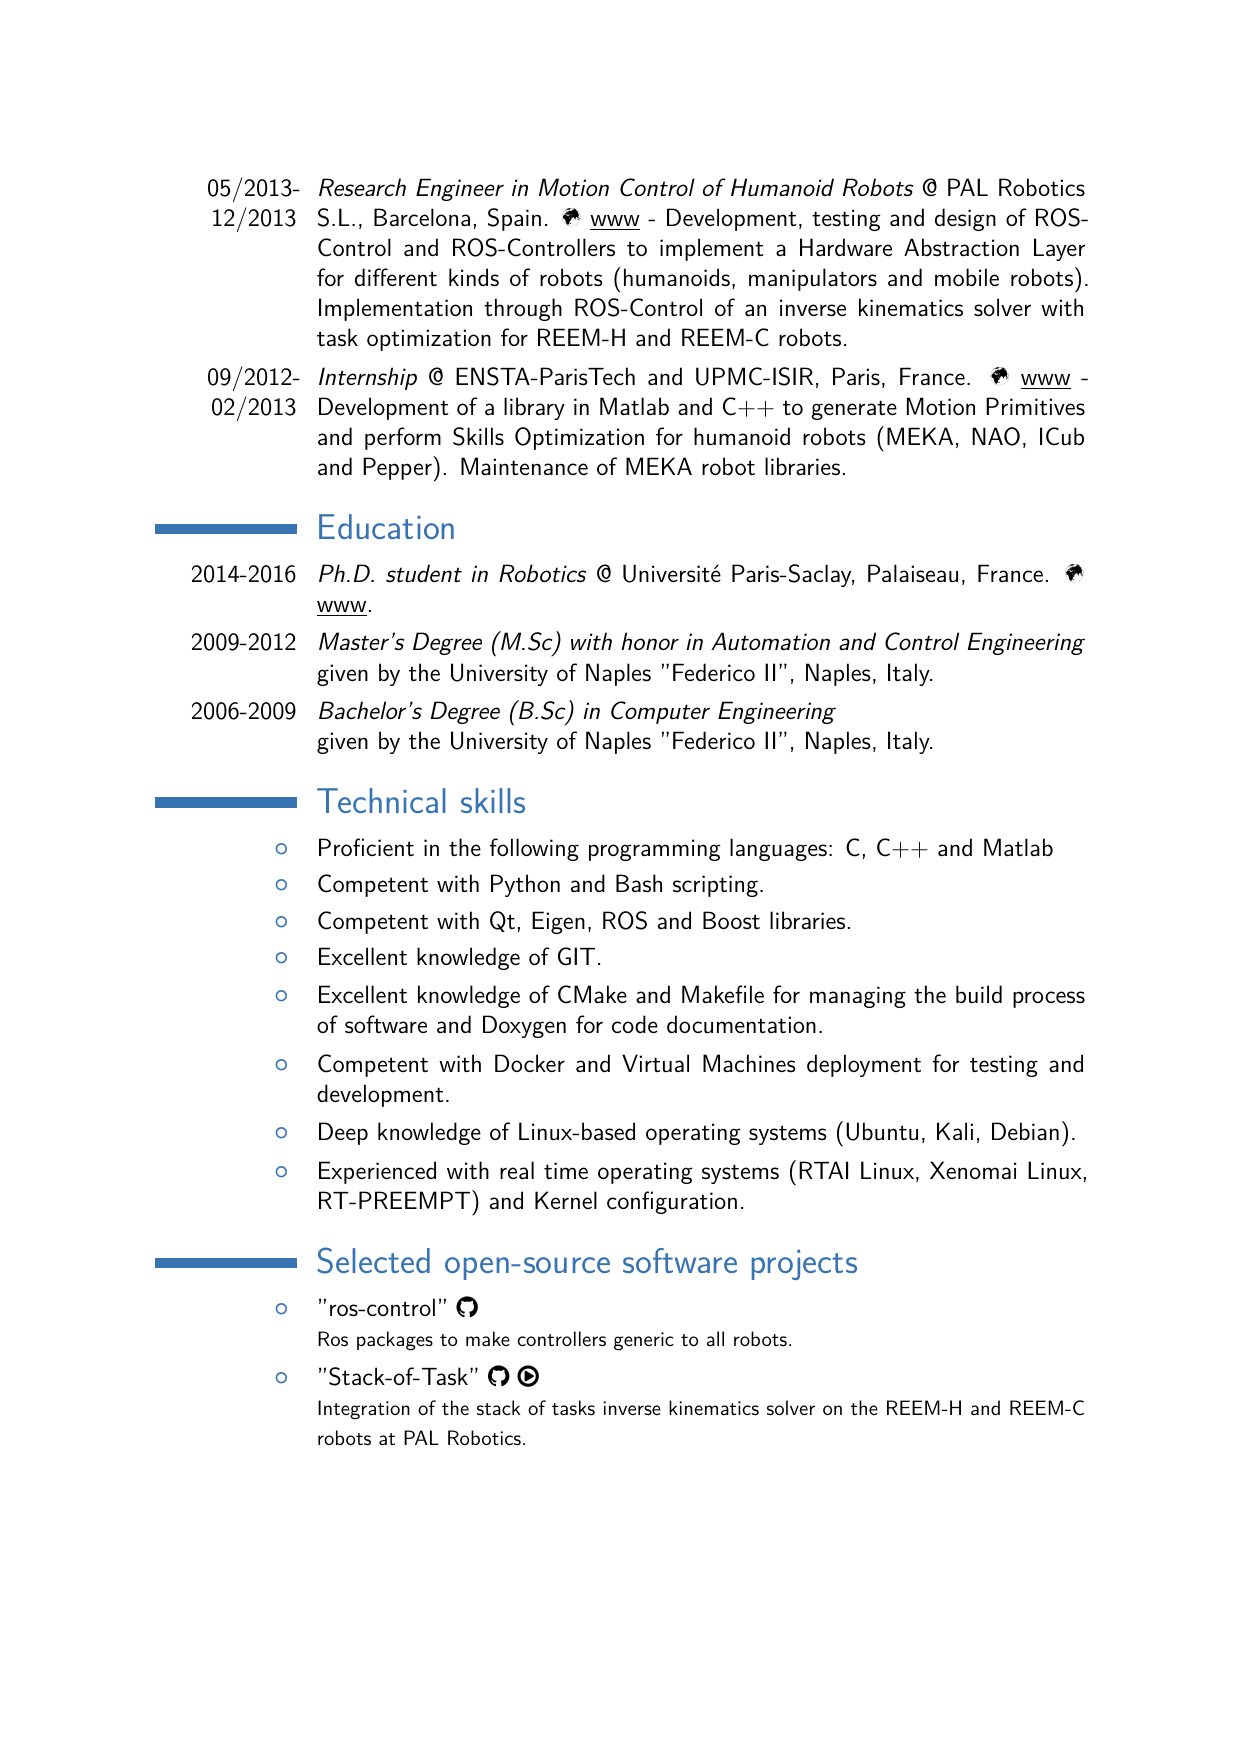 05/2013- Research Engineer in Motion Control of Humanoid Robots @ PAL Robotics
12/2013 S.L., Barcelona, Spain. www - Development, testing and design of ROS-
Control and ROS-Controllers to implement a Hardware Abstraction Layer
for different kinds of robots (humanoids, manipulators and mobile robots).
Implementation through ROS-Control of an inverse kinematics solver with
task optimization for REEM-H and REEM-C robots.
09/2012- Internship @ ENSTA-ParisTech and UPMC-ISIR, Paris, France. www -
02/2013 Development of a library in Matlab and C++ to generate Motion Primitives
and perform Skills Optimization for humanoid robots (MEKA, NAO, ICub
and Pepper). Maintenance of MEKA robot libraries.
Education
2014-2016 Ph.D. student in Robotics @ Université Paris-Saclay, Palaiseau, France.
www.
2009-2012 Master's Degree (M.Sc) with honor in Automation and Control Engineering
given by the University of Naples ”Federico II”, Naples, Italy.
2006-2009 Bachelor's Degree (B.Sc) in Computer Engineering
given by the University of Naples ”Federico II”, Naples, Italy.
Technical skills
Proficient in the following programming languages: C, C++ and Matlab
Competent with Python and Bash scripting.
Competent with Qt, Eigen, ROS and Boost libraries.
Excellent knowledge of GIT.
Excellent knowledge of CMake and Makefile for managing the build process
of software and Doxygen for code documentation.
Competent with Docker and Virtual Machines deployment for testing and
development.
Deep knowledge of Linux-based operating systems (Ubuntu, Kali, Debian).
Experienced with real time operating systems (RTAI Linux, Xenomai Linux,
RT-PREEMPT) and Kernel configuration.
Selected open-source software projects
”ros-control”
Ros packages to make controllers generic to all robots.
”Stack-of-Task”
Integration of the stack of tasks inverse kinematics solver on the REEM-H and REEM-C
robots at PAL Robotics.